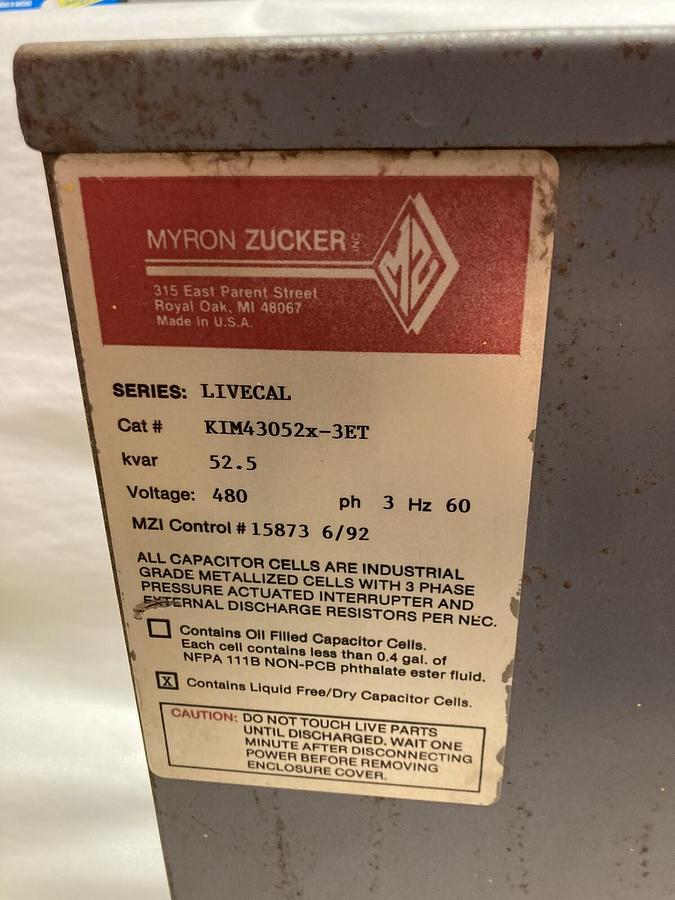 MYRON ZUCKER INC
MZ
315 East Parent Street
Royal Oak, MI 48067
Made in U.S.A.
SERIES: LIVECAL
Cat # KIM43052x-3ET
kvar 52.5
Voltage: 480 ph 3 Hz 60
MZI Control # 15873 6/92
ALL CAPACITOR CELLS ARE INDUSTRIAL
GRADE METALLIZED CELLS WITH 3 PHASE
PRESSURE ACTUATED INTERRUPTER AND
EXTERNAL DISCHARGE RESISTORS PER NEC.
Contains Oil Filled Capacitor Cells.
Each cell contains less than 0.4 gal. of
NFPA 111B NON-PCB phthalate ester fluid.
X Contains Liquid Free/Dry Capacitor Cells.
CAUTION: DO NOT TOUCH LIVE PARTS
UNTIL DISCHARGED. WAIT ONE
MINUTE AFTER DISCONNECTING
POWER BEFORE REMOVING
ENCLOSURE COVER.